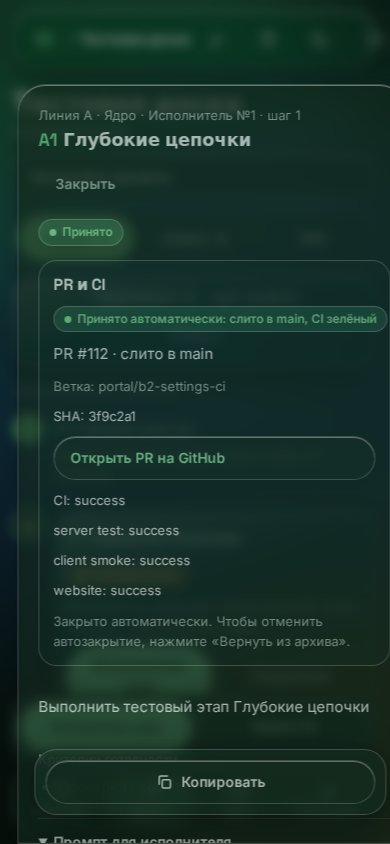 Линия A · Ядро · Исполнитель №1 · шаг 1
A1 Глубокие цепочки
Закрыть
Принято
PR и CI
Принято автоматически: слито в main, CI зелёный
PR #112 · слито в main
Ветка: portal/b2-settings-ci
SHA: 3f9c2a1
Открыть PR на GitHub
CI: success
server test: success
client smoke: success
website: success
Закрыто автоматически. Чтобы отменить
автозакрытие, нажмите «Вернуть из архива».
Выполнить тестовый этап Глубокие цепочки
Копировать
▼ Промпт для исполнителя